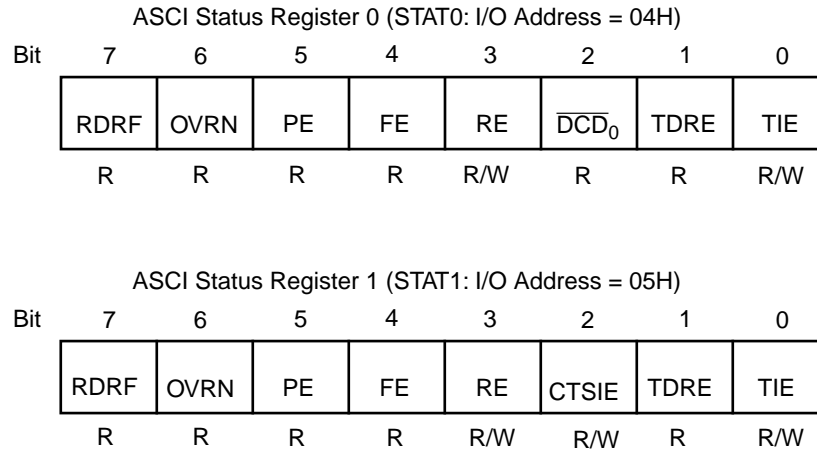 ASCI Status Register 0 (STAT0: I/O Address = 04H)
Bit 7 6 5 4 3 2 1 0
RDRF OVRN PE FE RE D̅C̅D̅₀ TDRE TIE
R R R R R/W R R R/W
ASCI Status Register 1 (STAT1: I/O Address = 05H)
Bit 7 6 5 4 3 2 1 0
RDRF OVRN PE FE RE CTSIE TDRE TIE
R R R R R/W R/W R R/W